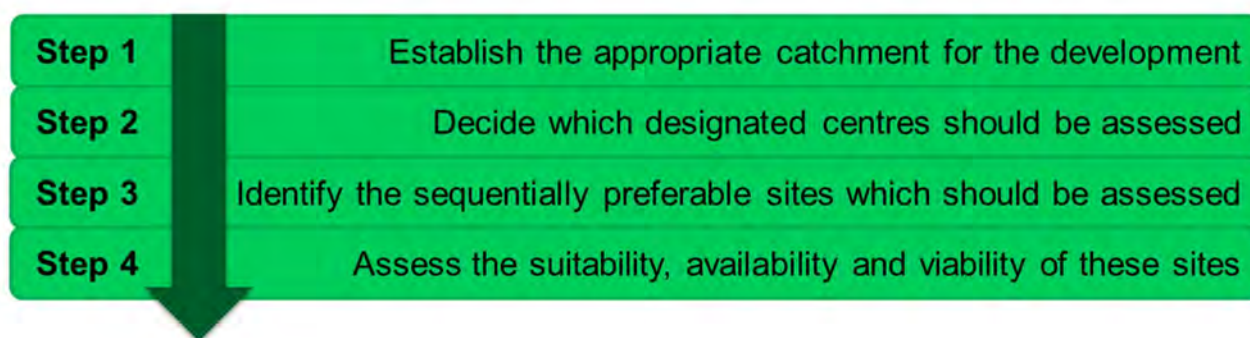 Step 1 Establish the appropriate catchment for the development
Step 2 Decide which designated centres should be assessed
Step 3 Identify the sequentially preferable sites which should be assessed
Step 4 Assess the suitability, availability and viability of these sites